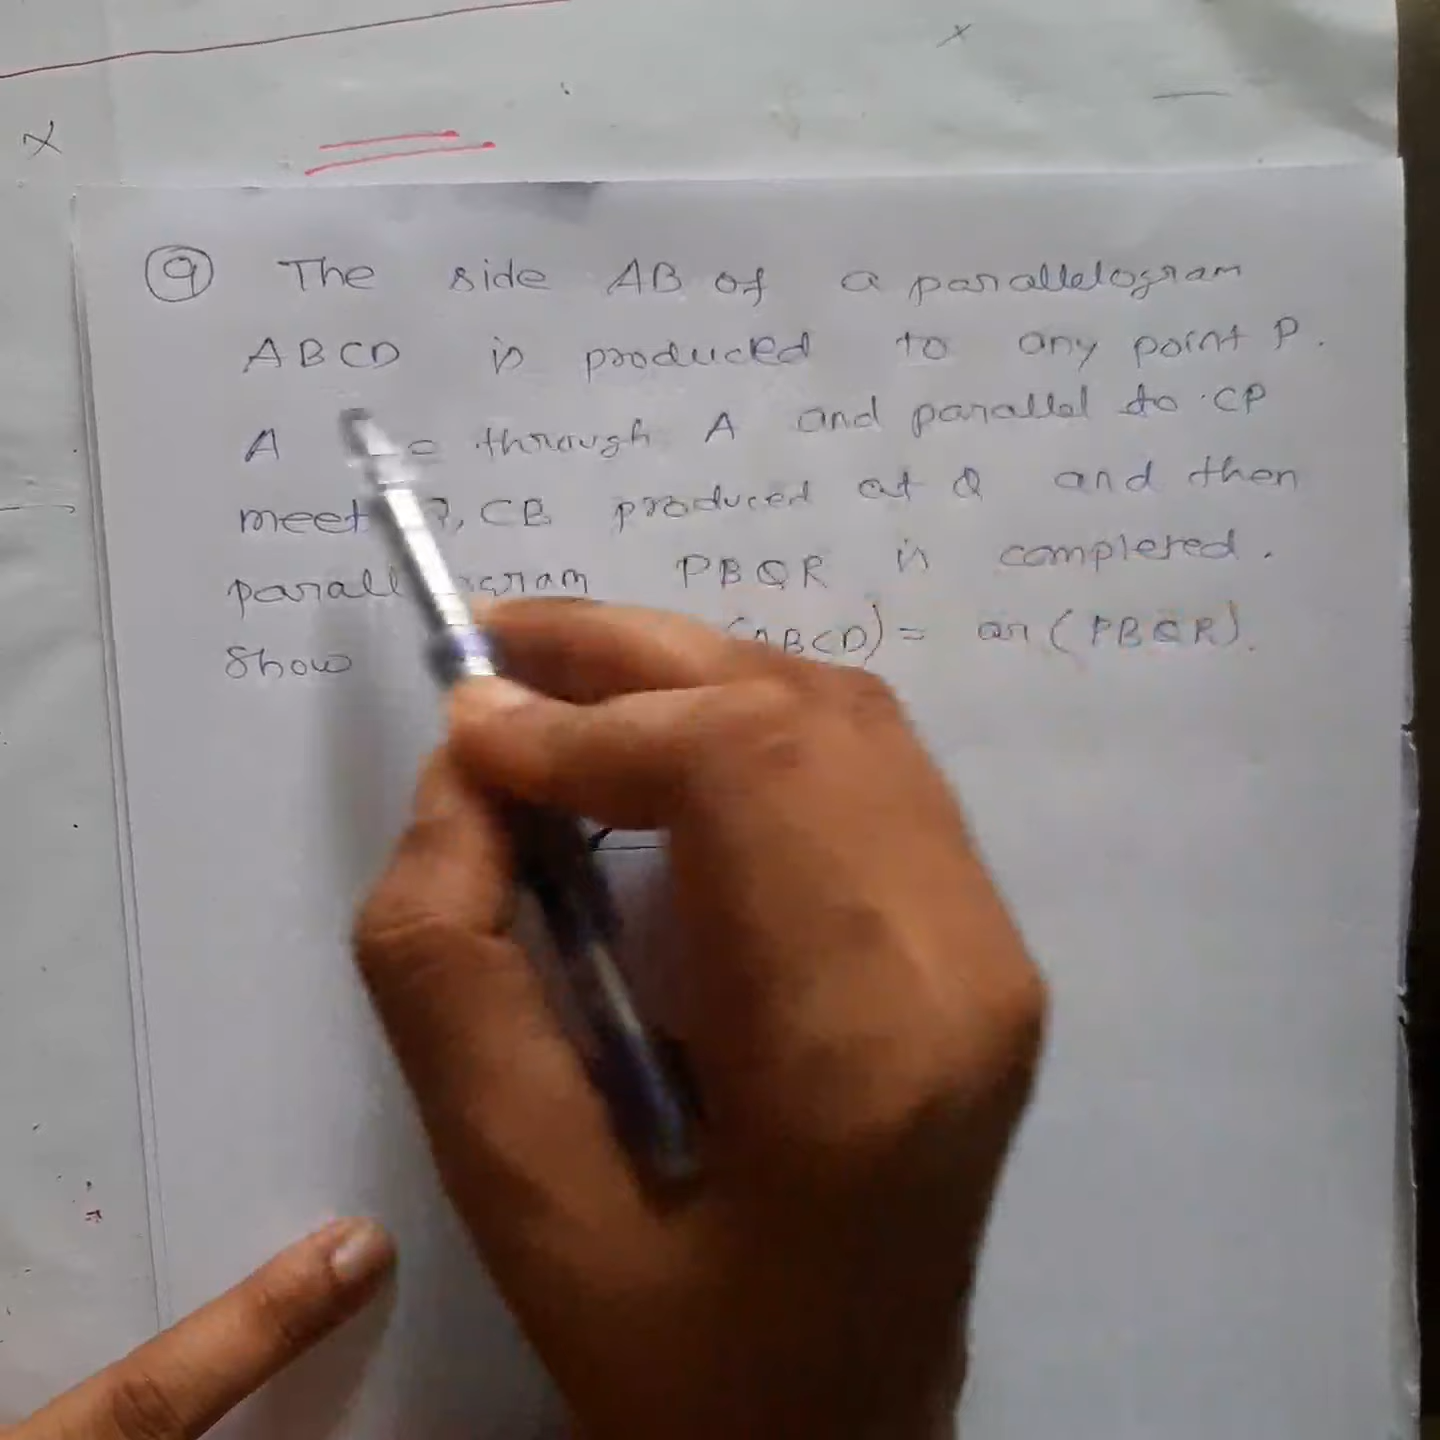 9 The side AB of a parallelogram
ABCD is produced to any point P.
A through A and parallel to CP
meet CB produced at Q and then
PBQR is completed.
Show ABCD) = ar (PBQR).